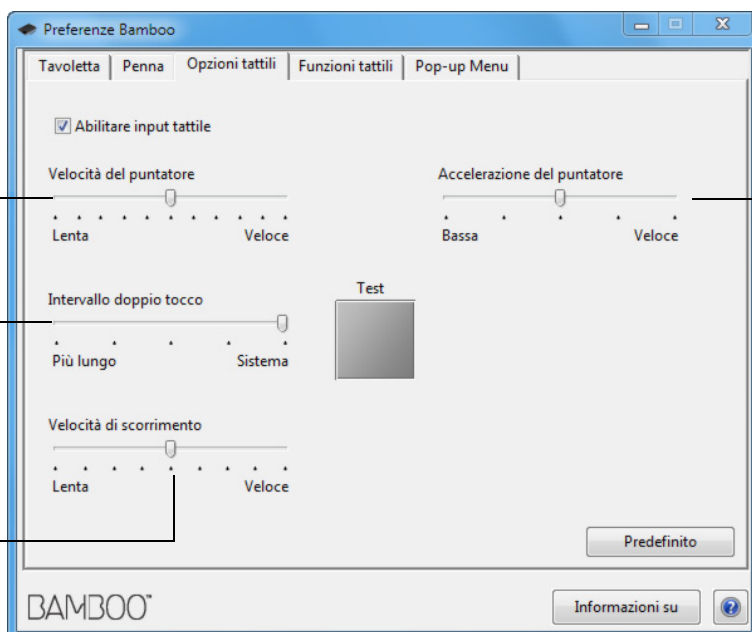 Preferenze Bamboo
Tavoletta Penna Opzioni tattili Funzioni tattili Pop-up Menu
Abilitare input tattile
Velocità del puntatore
Lenta Veloce
Accelerazione del puntatore
Bassa Veloce
Intervallo doppio tocco
Più lungo Sistema
Test
Velocità di scorrimento
Lenta Veloce
Predefinito
BAMBOO™
Informazioni su ?